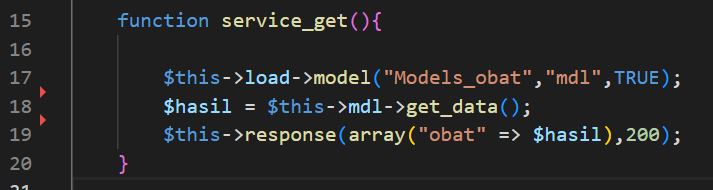 15 function service_get(){
16
17 $this->load->model("Models_obat","mdl",TRUE);
18 $hasil = $this->mdl->get_data();
19 $this->response(array("obat" => $hasil),200);
20 }